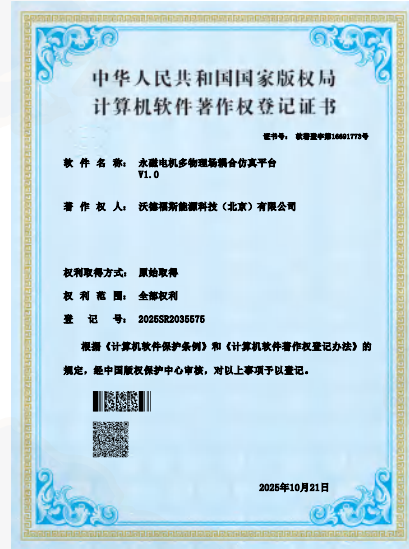 中华人民共和国国家版权局
计算机软件著作权登记证书
证书号： 软著登字第16691773号
软件名称： 永磁电机多物理场耦合仿真平台
V1.0
著作权人： 沃德福斯能源科技（北京）有限公司
权利取得方式： 原始取得
权利范围： 全部权利
登记号： 2025SR2035575
根据《计算机软件保护条例》和《计算机软件著作权登记办法》的
规定，经中国版权保护中心审核，对以上事项予以登记。
2025年10月21日